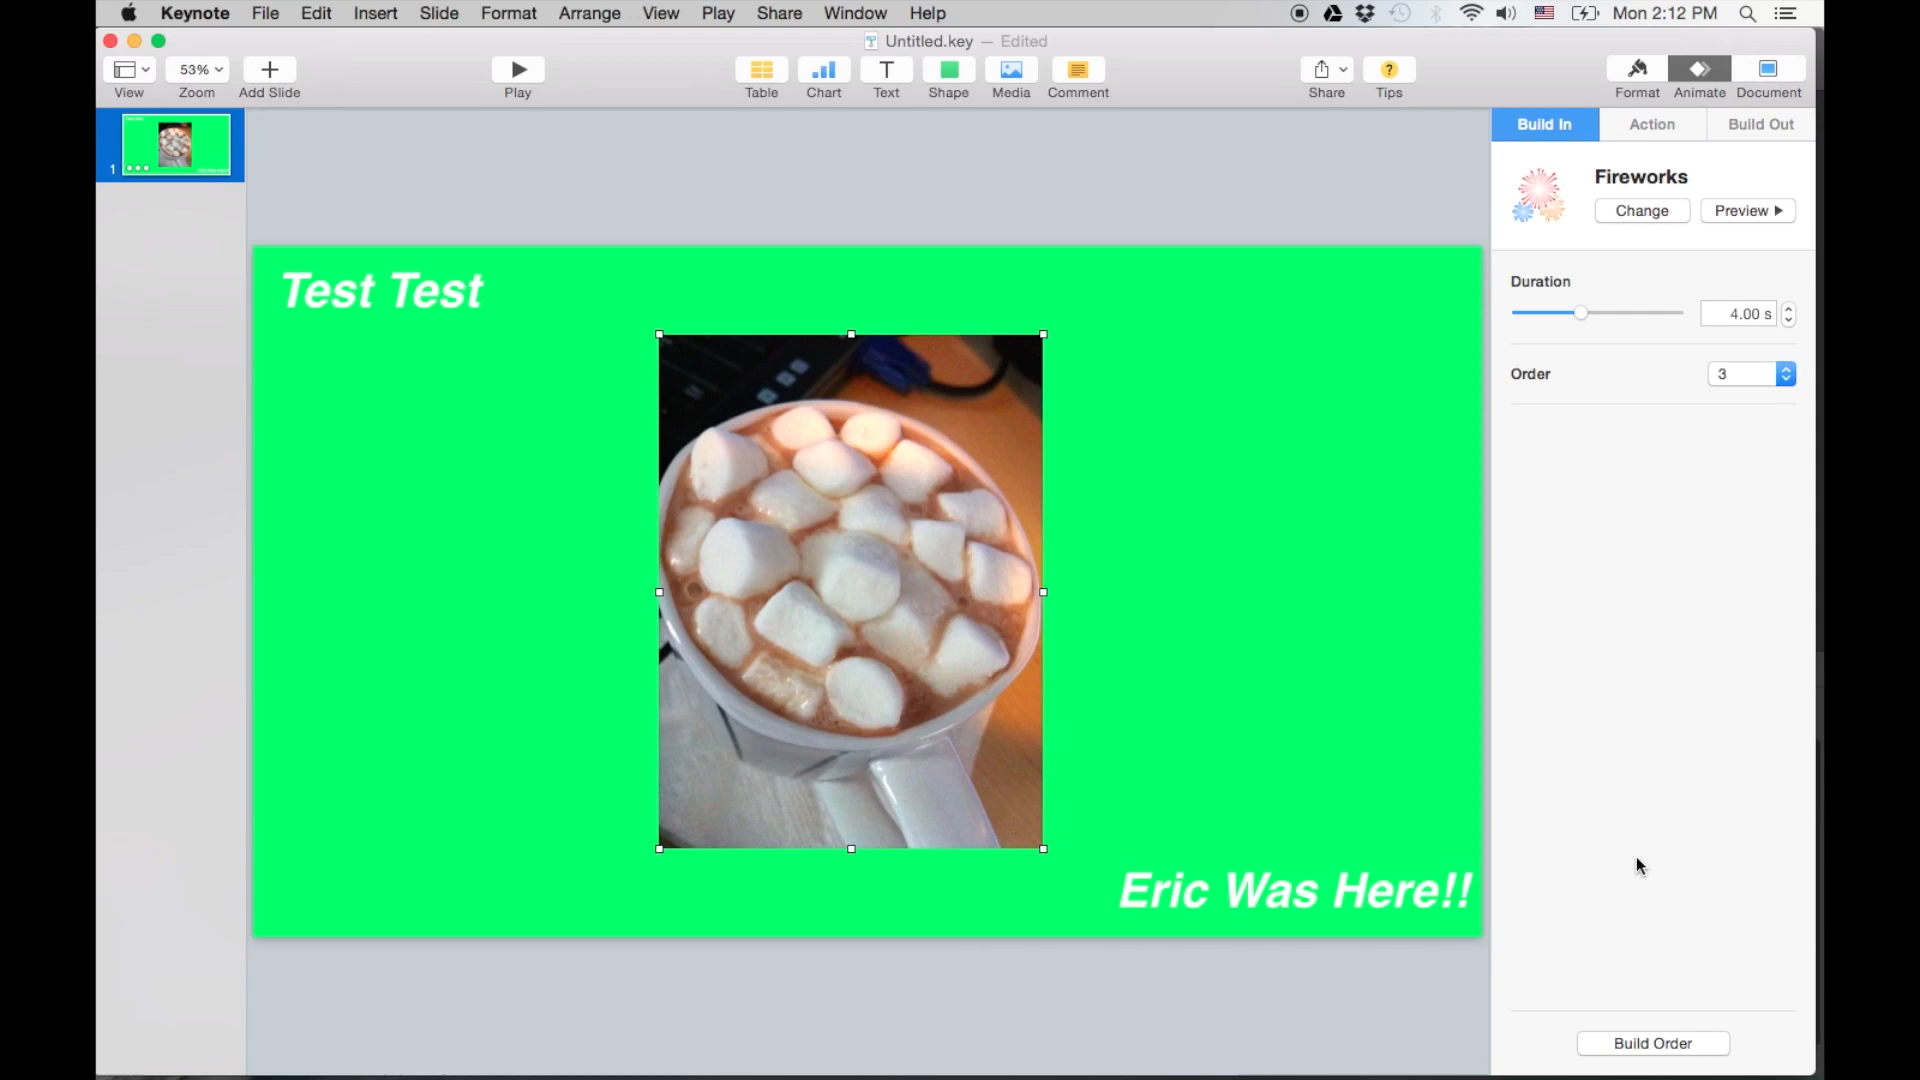 Keynote File Edit Insert Slide Format Arrange View Play Share Window Help Mon 2:12 PM
Untitled.key — Edited
53%
View Zoom Add Slide Play Table Chart Text Shape Media Comment Share Tips Format Animate Document
?
T
1
Build In Action Build Out
Fireworks
Change Preview
Duration
4.00 s
Order 3
Test Test
Eric Was Here!!
Build Order